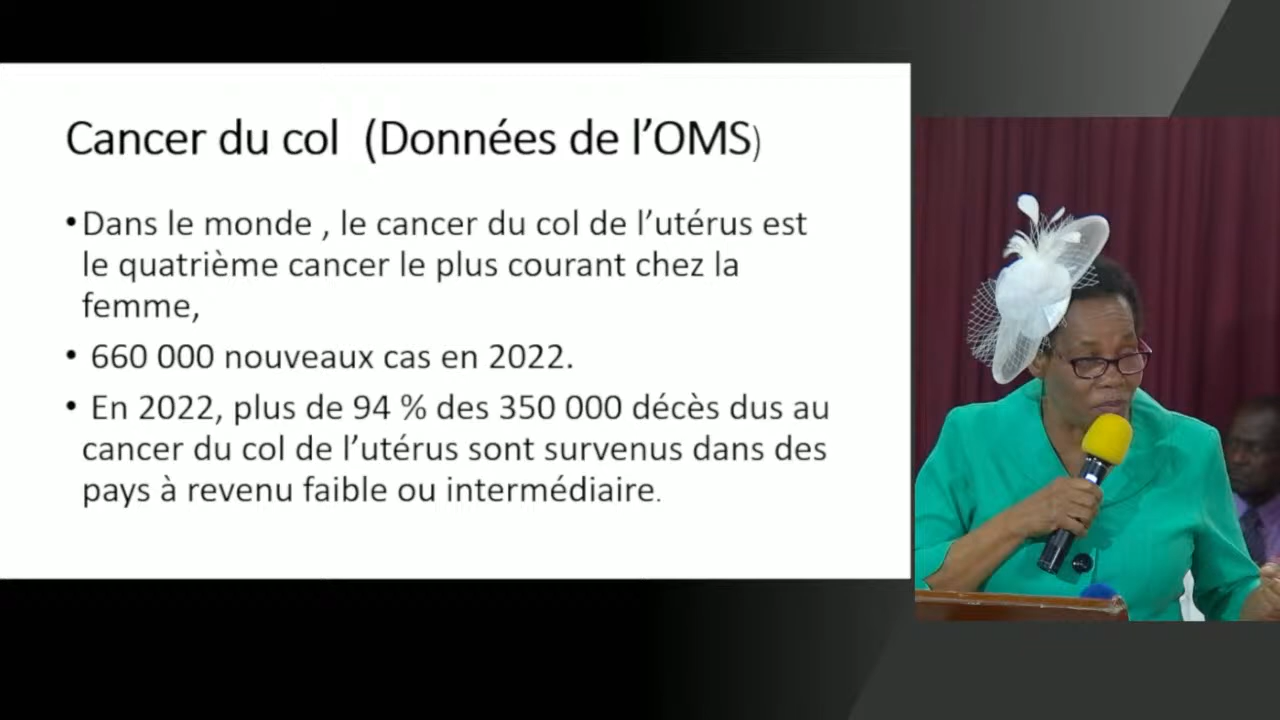 Cancer du col  (Données de l’OMS)
•Dans le monde , le cancer du col de l’utérus est
le quatrième cancer le plus courant chez la
femme,
• 660 000 nouveaux cas en 2022.
• En 2022, plus de 94 % des 350 000 décès dus au
cancer du col de l’utérus sont survenus dans des
pays à revenu faible ou intermédiaire.